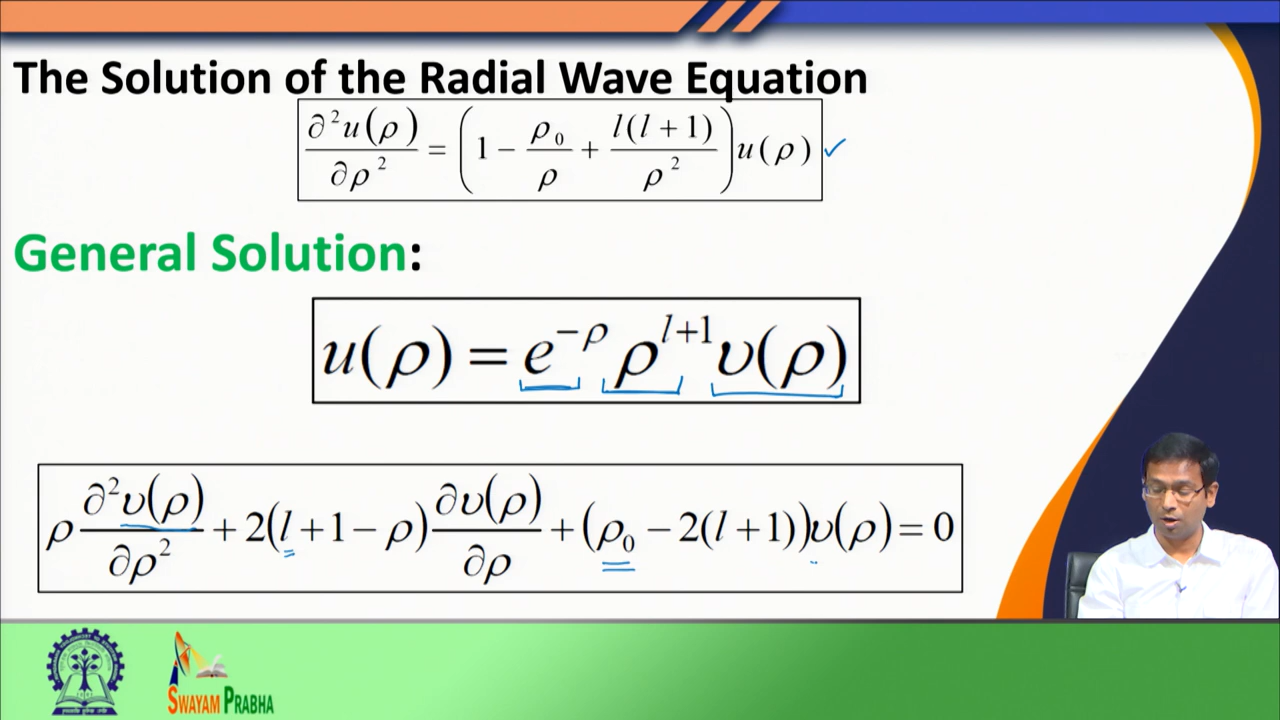 The Solution of the Radial Wave Equation
∂²u(ρ)/∂ρ² = (1 − ρ₀/ρ + l(l + 1)/ρ²) u(ρ)
General Solution:
u(ρ) = e^{−ρ} ρ^{l+1} υ(ρ)
ρ ∂²υ(ρ)/∂ρ² + 2(l + 1 − ρ) ∂υ(ρ)/∂ρ + (ρ₀ − 2(l + 1))υ(ρ) = 0
SWAYAM PRABHA